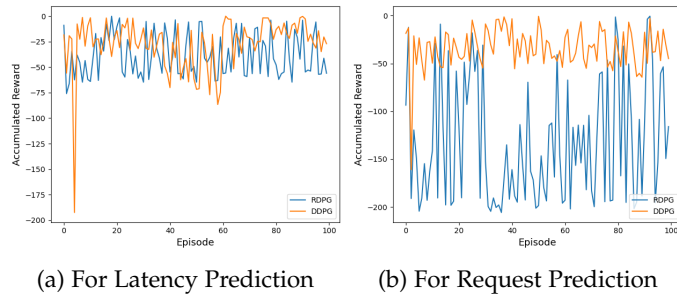 0
−25
−50
−75
−100
−125
−150
−175
−200
Accumulated Reward
0
20
40
60
80
100
Episode
RDPG
DDPG
(a) For Latency Prediction
0
−50
−100
−150
−200
Accumulated Reward
0
20
40
60
80
100
Episode
RDPG
DDPG
(b) For Request Prediction